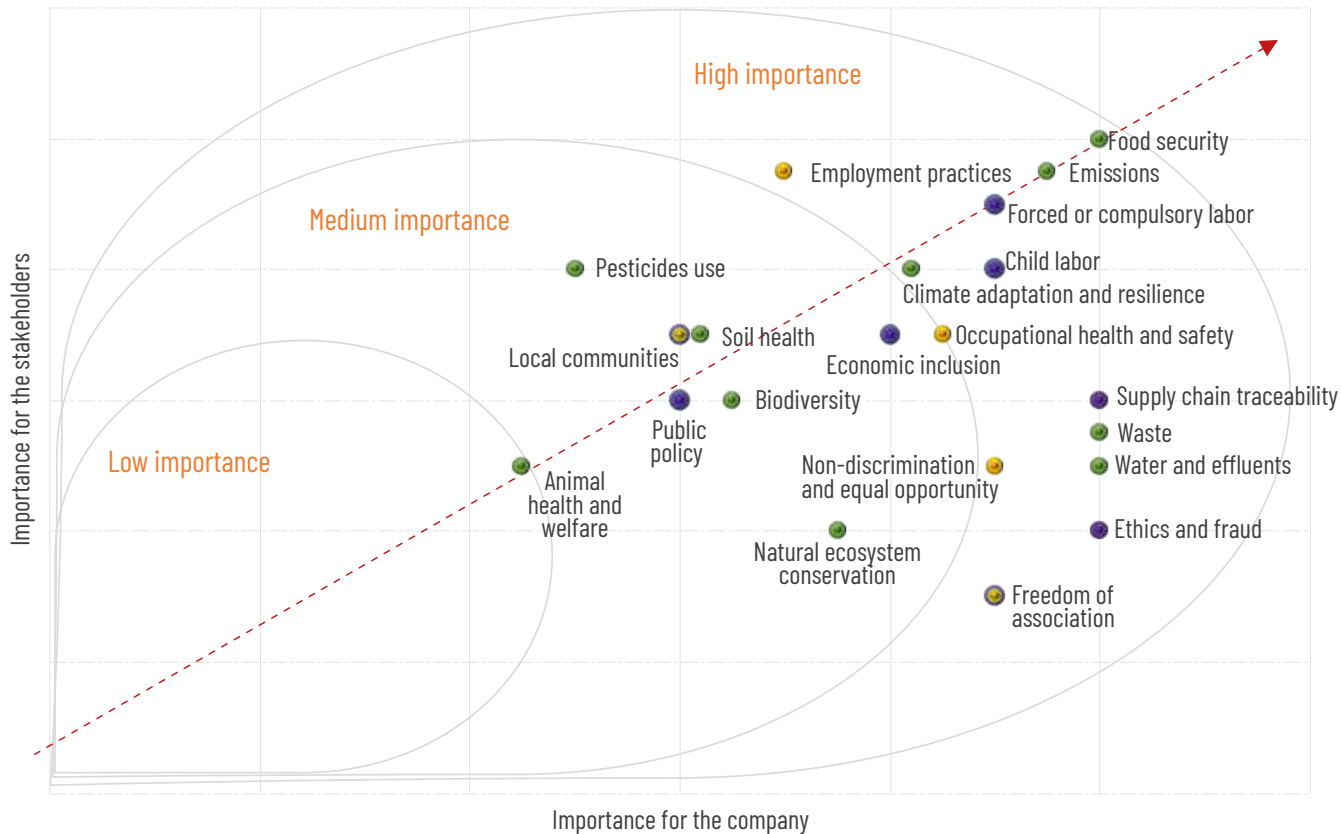 High importance
Food security
Employment practices
Emissions
Medium importance
Forced or compulsory labor
Pesticides use
Child labor
Climate adaptation and resilience
Soil health
Occupational health and safety
Local communities
Economic inclusion
Supply chain traceability
Biodiversity
Public
policy
Waste
Low importance
Non-discrimination
and equal opportunity
Water and effluents
Animal
health and
welfare
Ethics and fraud
Natural ecosystem
conservation
Freedom of
association
Importance for the stakeholders
Importance for the company